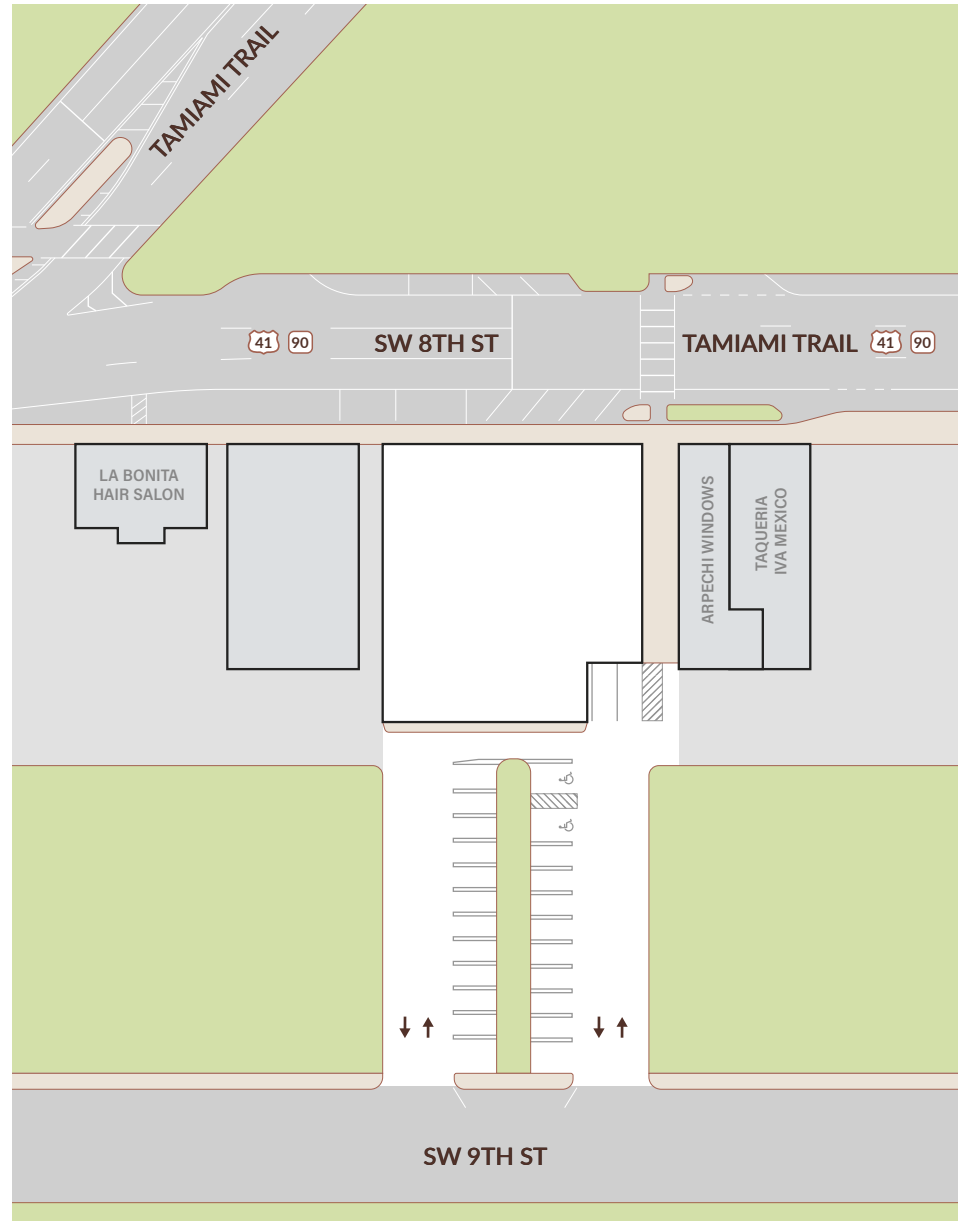 TAMIAMI TRAIL
41 90
SW 8TH ST
TAMIAMI TRAIL
41 90
LA BONITA
HAIR SALON
ARPECHI WINDOWS
TAQUERIA
IVA MEXICO
SW 9TH ST